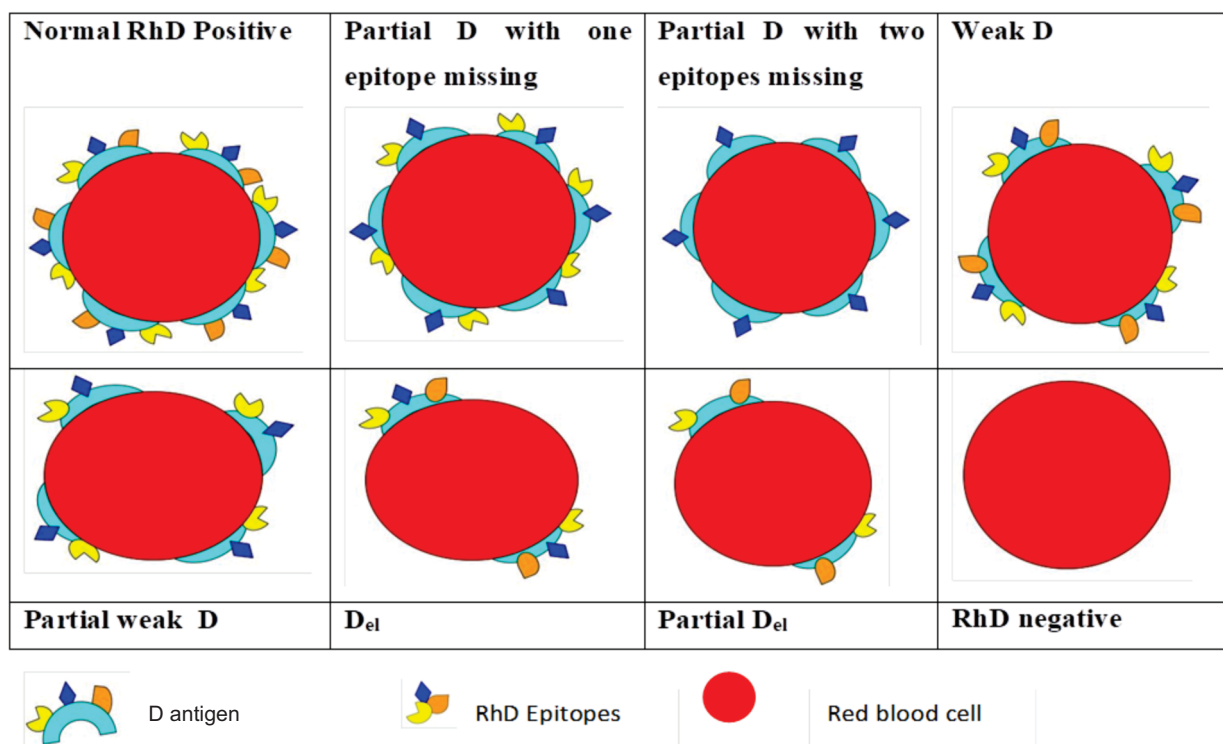 Normal RhD Positive
Partial D with one
epitope missing
Partial D with two
epitopes missing
Weak D
Partial weak D
Del
Partial Del
RhD negative
D antigen
RhD Epitopes
Red blood cell